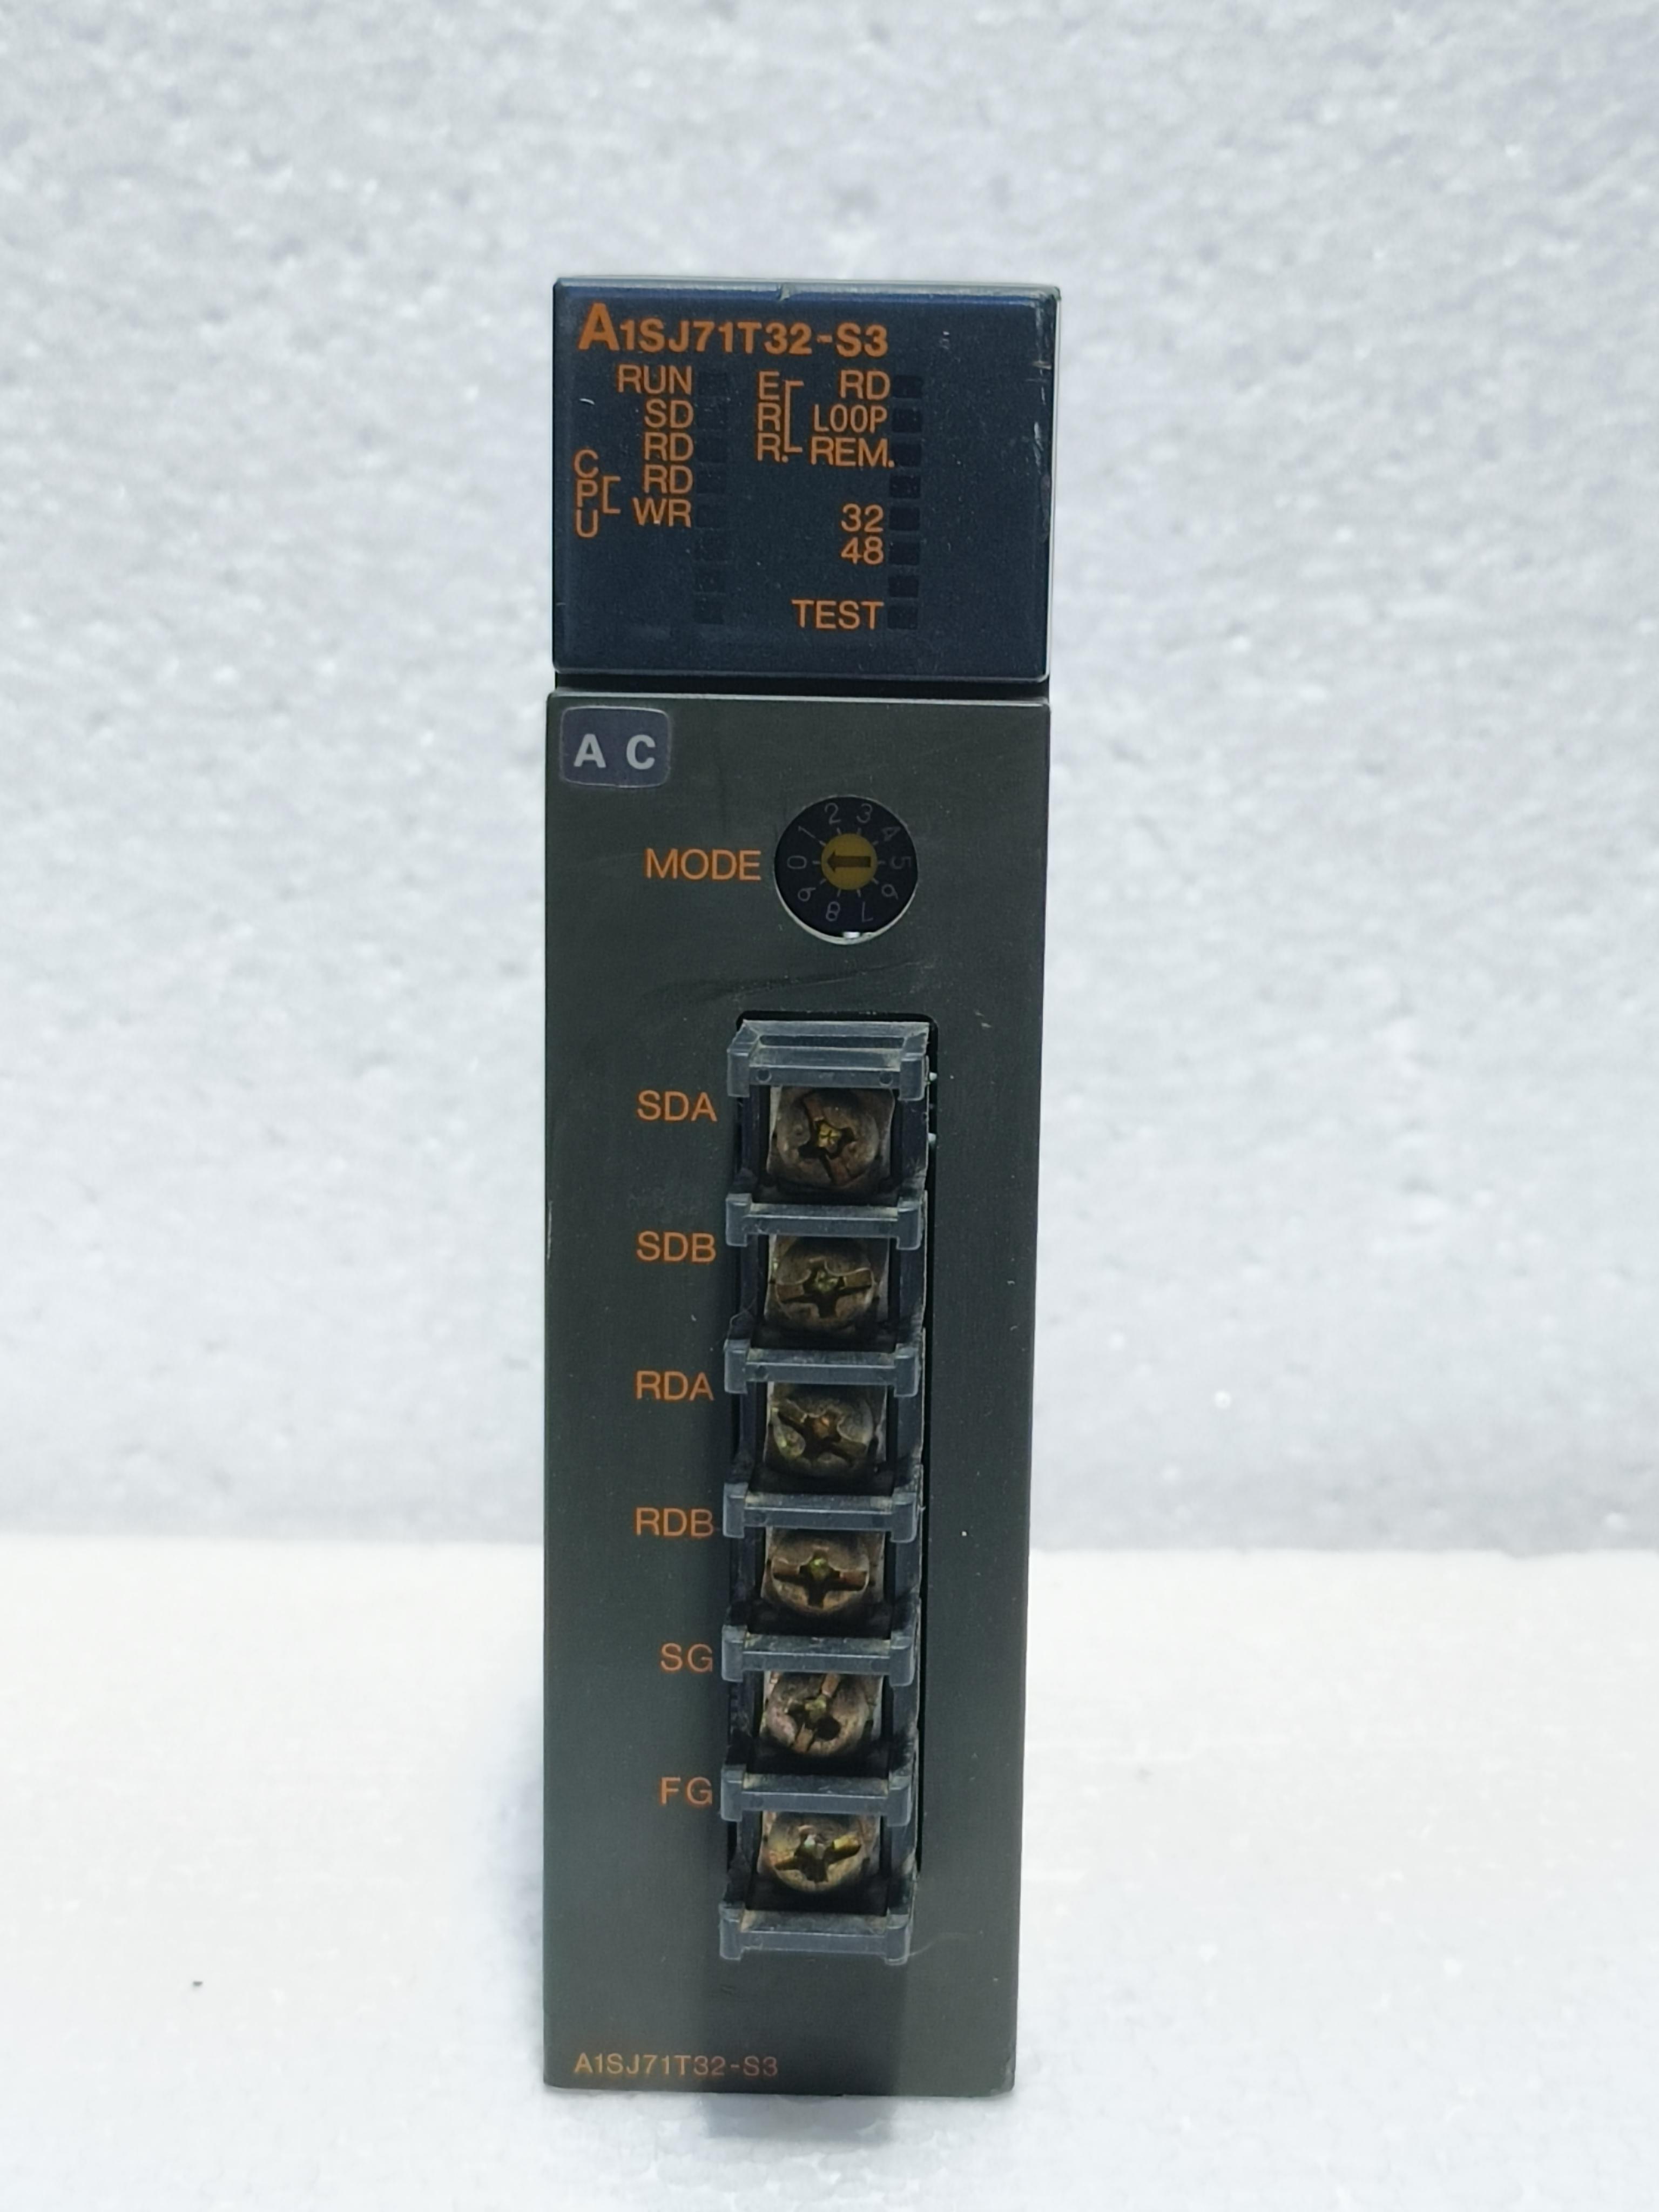 A1SJ71T32-S3
RUN
SD
RD
CPU RD
WR
ERR. RD
LOOP
REM.
32
48
TEST
A C
MODE
0 1 2 3 4 5 6 7 8 9
SDA
SDB
RDA
RDB
SG
FG
A1SJ71T32-S3